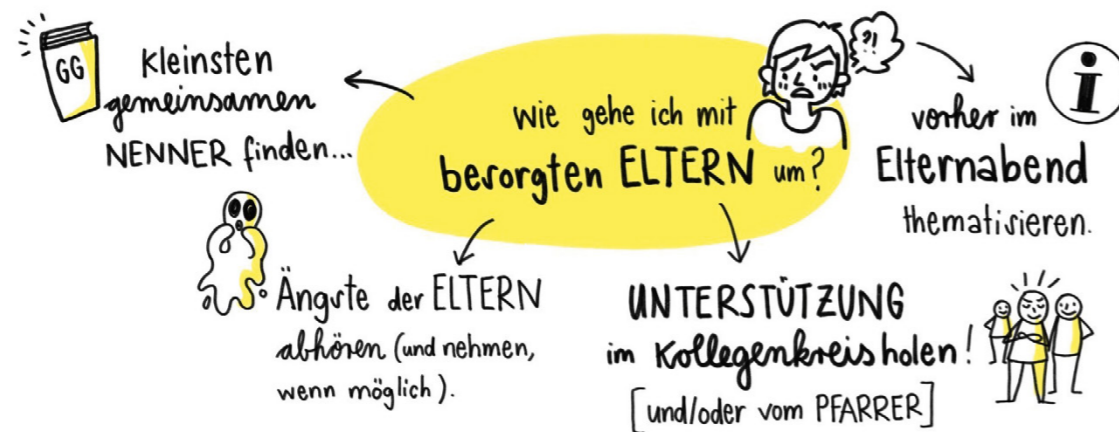 wie gehe ich mit
besorgten ELTERN um?
?!
GG
Kleinsten
gemeinsamen
NENNER finden...
i
vorher im
Elternabend
thematisieren.
Ängste der ELTERN
abhören (und nehmen,
wenn möglich).
UNTERSTÜTZUNG
im Kollegenkreis holen!
[und/oder vom PFARRER]